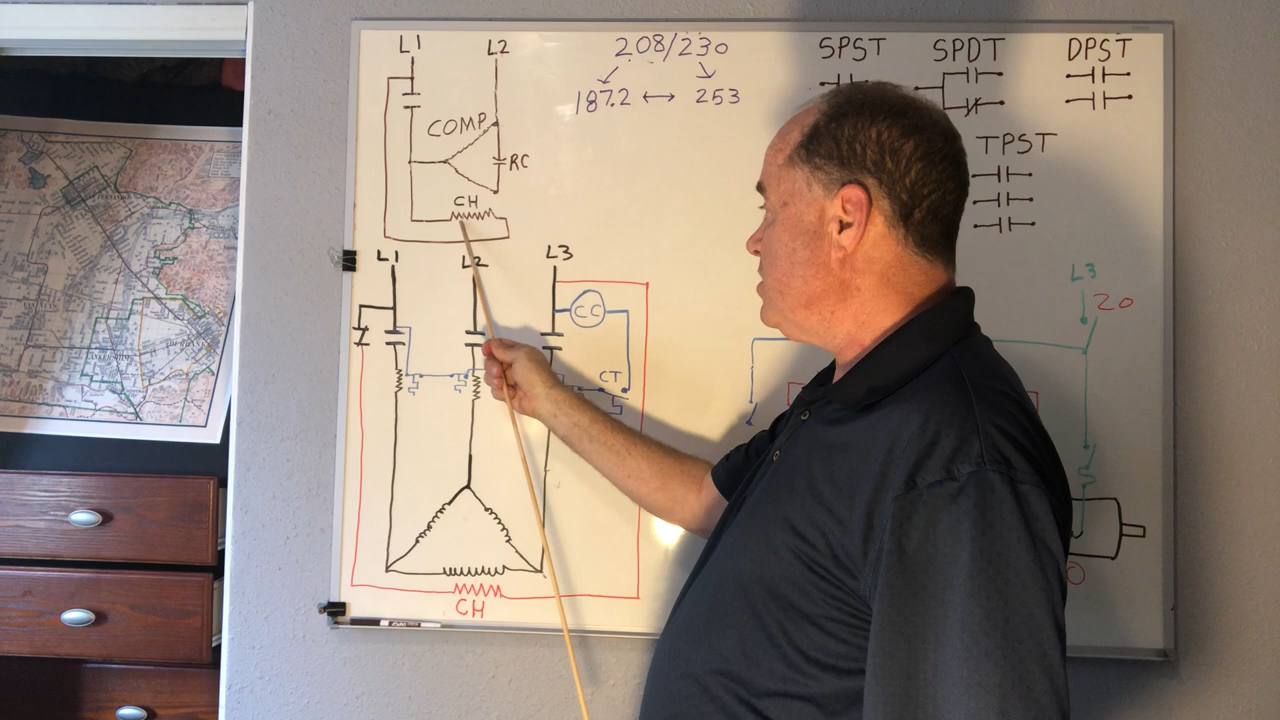 L1 L2
208/230
187.2 ↔ 253
COMP.
RC
CH
SPST SPDT DPST
TPST
L1 L2 L3
CC
CT
CH
L3
20